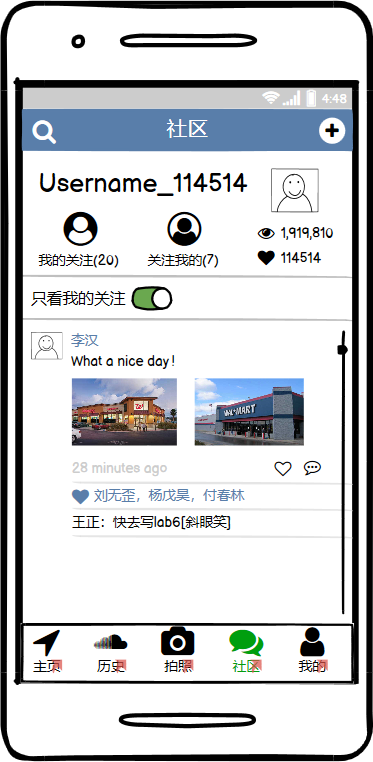 4:48
社区
Username_114514
1,919,810
114514
我的关注(20)
关注我的(7)
只看我的关注
李汉
What a nice day!
WAL★MART
28 minutes ago
刘无歪，杨戊昊，付春林
王正：快去写lab6[斜眼笑]
主页
历史
拍照
社区
我的